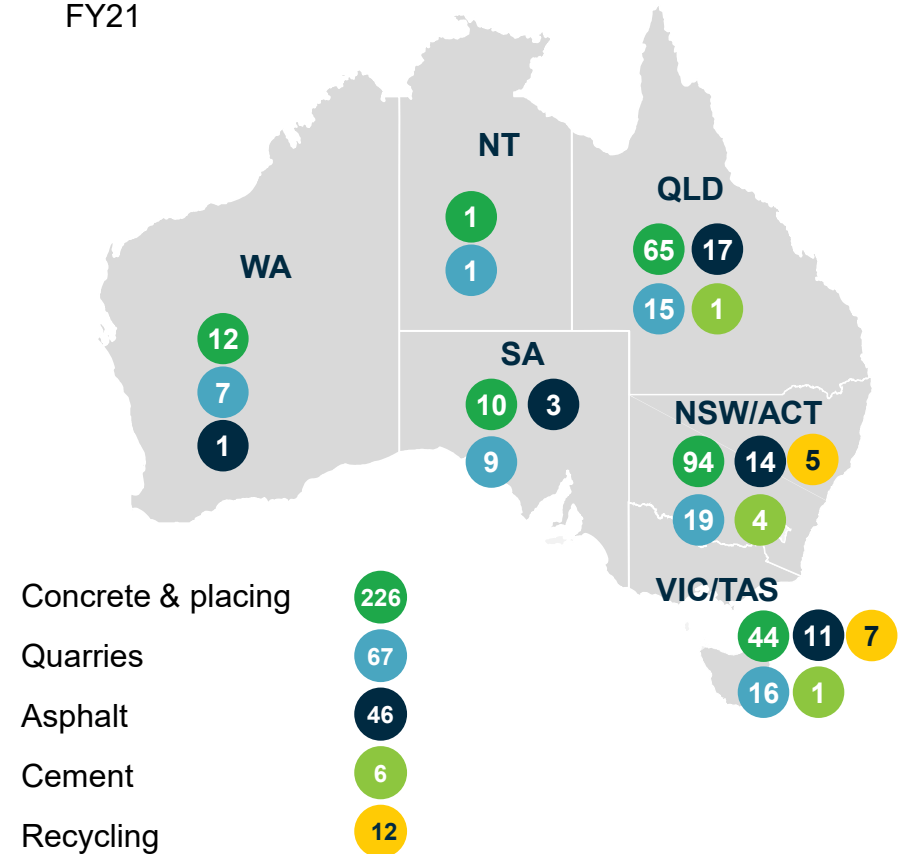 FY21
NT
1
1
QLD
65 17
15 1
WA
12
7
1
SA
10 3
9
NSW/ACT
94 14 5
19 4
VIC/TAS
44 11 7
16 1
Concrete & placing 226
Quarries 67
Asphalt 46
Cement 6
Recycling 12